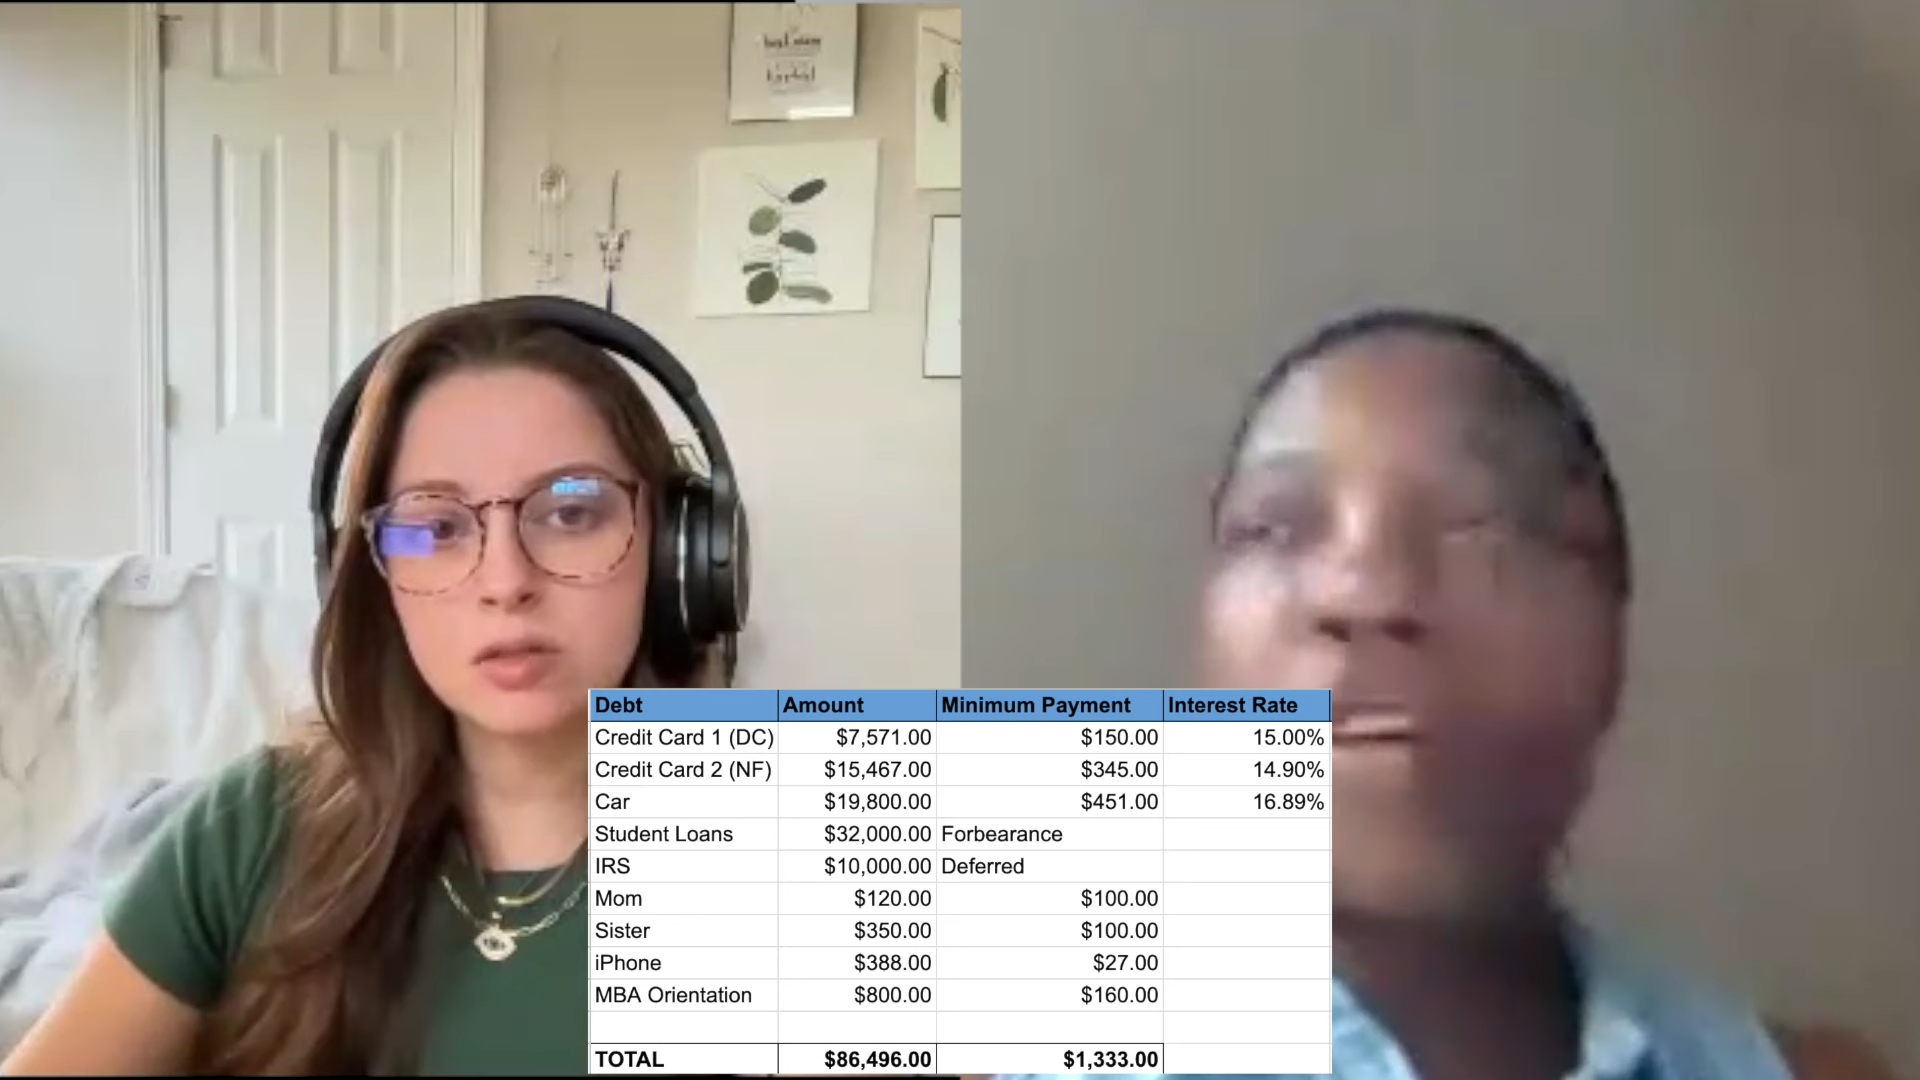 Debt Amount Minimum Payment Interest Rate
Credit Card 1 (DC) $7,571.00 $150.00 15.00%
Credit Card 2 (NF) $15,467.00 $345.00 14.90%
Car $19,800.00 $451.00 16.89%
Student Loans $32,000.00 Forbearance
IRS $10,000.00 Deferred
Mom $120.00 $100.00
Sister $350.00 $100.00
iPhone $388.00 $27.00
MBA Orientation $800.00 $160.00
TOTAL $86,496.00 $1,333.00